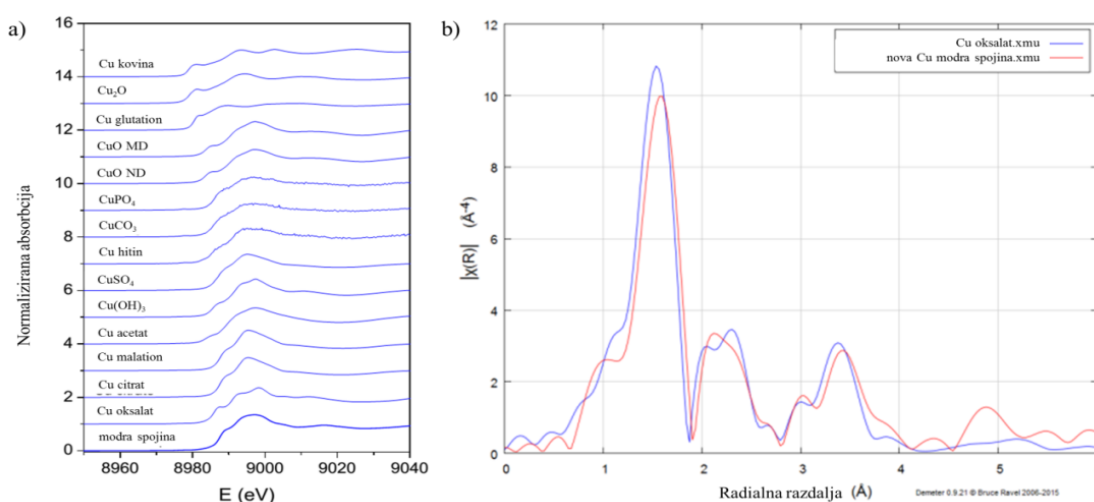 a)
Normalizirana absorbcija
16
14
12
10
8
6
4
2
0
Cu kovina
Cu₂O
Cu glutation
CuO MD
CuO ND
CuPO₄
CuCO₃
Cu hitin
CuSO₄
Cu(OH)₃
Cu acetat
Cu malation
Cu citrat
Cu oksalat
modra spojina
8960 8980 9000 9020 9040
E (eV)
b)
|χ(R)| (Å⁻⁴)
12
10
8
6
4
2
0
Cu oksalat.xmu
nova Cu modra spojina.xmu
0 1 2 3 4 5
Radialna razdalja (Å)
Demeter 0.9.21 © Bruce Ravel 2006-2015